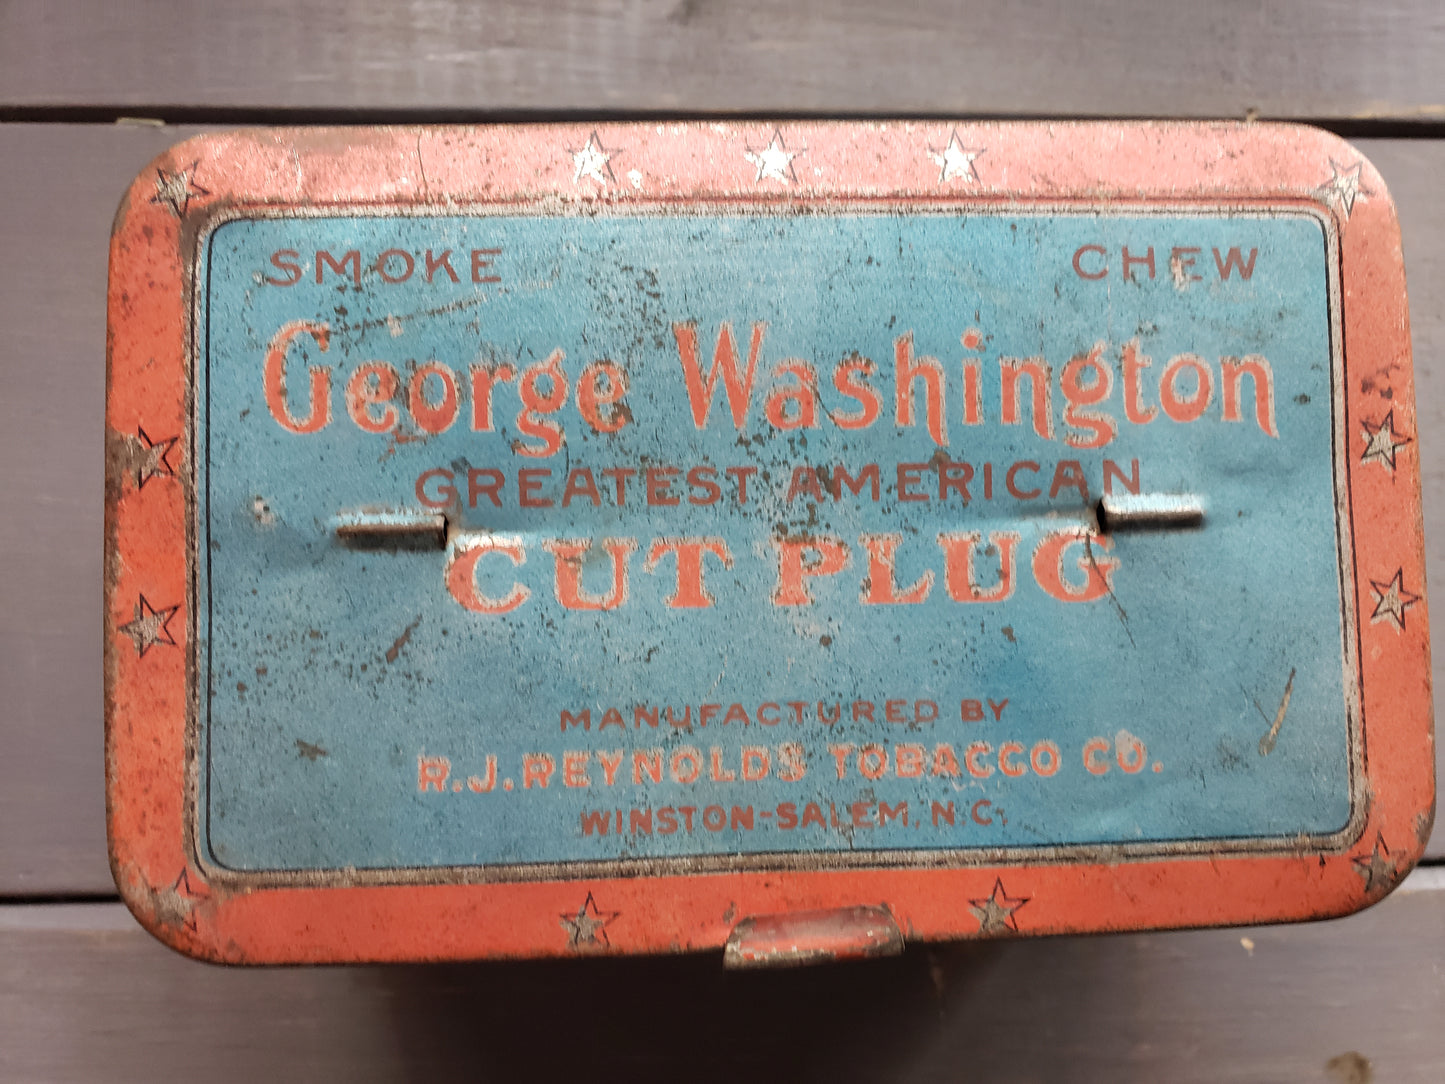 SMOKE CHEW
George Washington
GREATEST AMERICAN
CUT PLUG
MANUFACTURED BY
R.J. REYNOLDS TOBACCO CO.
WINSTON-SALEM, N.C.